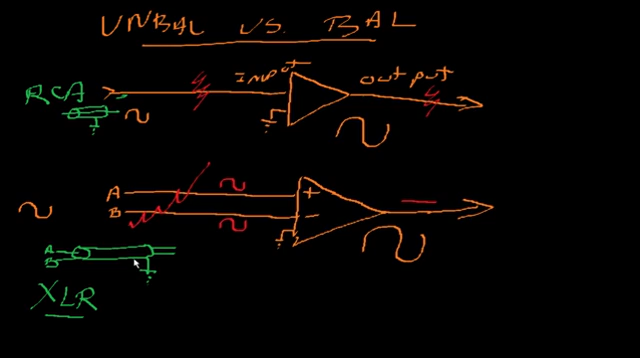 UNBAL VS. BAL
INPUT OUTPUT
RCA
A
+
B
-
A
B
XLR